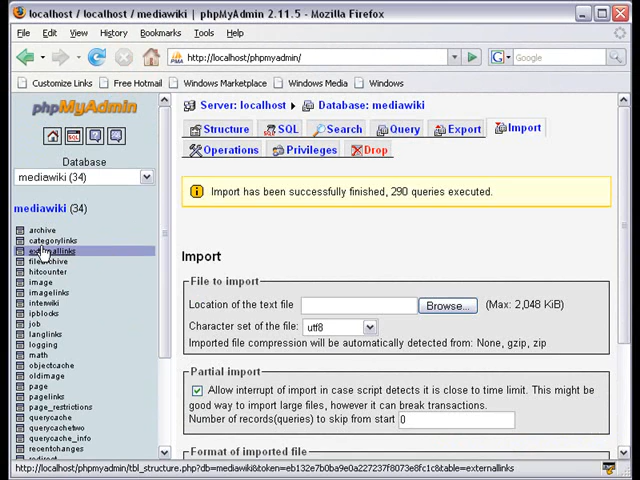 localhost / localhost / mediawiki | phpMyAdmin 2.11.5 - Mozilla Firefox
File Edit View History Bookmarks Tools Help
PMA http://localhost/phpmyadmin/ G Google
Customize Links Free Hotmail Windows Marketplace Windows Media Windows
phpMyAdmin
SQL
Database
mediawiki (34)
mediawiki (34)
archive
categorylinks
externallinks
filearchive
hitcounter
image
imagelinks
interwiki
ipblocks
job
langlinks
logging
math
objectcache
oldimage
page
pagelinks
page_restrictions
querycache
querycachetwo
querycache_info
recentchanges
redirect
Server: localhost Database: mediawiki
Structure SQL Search Query Export Import
Operations Privileges Drop
Import has been successfully finished, 290 queries executed.
Import
File to import
Location of the text file Browse... (Max: 2,048 KiB)
Character set of the file: utf8
Imported file compression will be automatically detected from: None, gzip, zip
Partial import
Allow interrupt of import in case script detects it is close to time limit. This might be
good way to import large files, however it can break transactions.
Number of records(queries) to skip from start 0
Format of imported file
http://localhost/phpmyadmin/tbl_structure.php?db=mediawiki&token=eb132e7b0ba9e0a227237f8073e8fc1c&table=externallinks